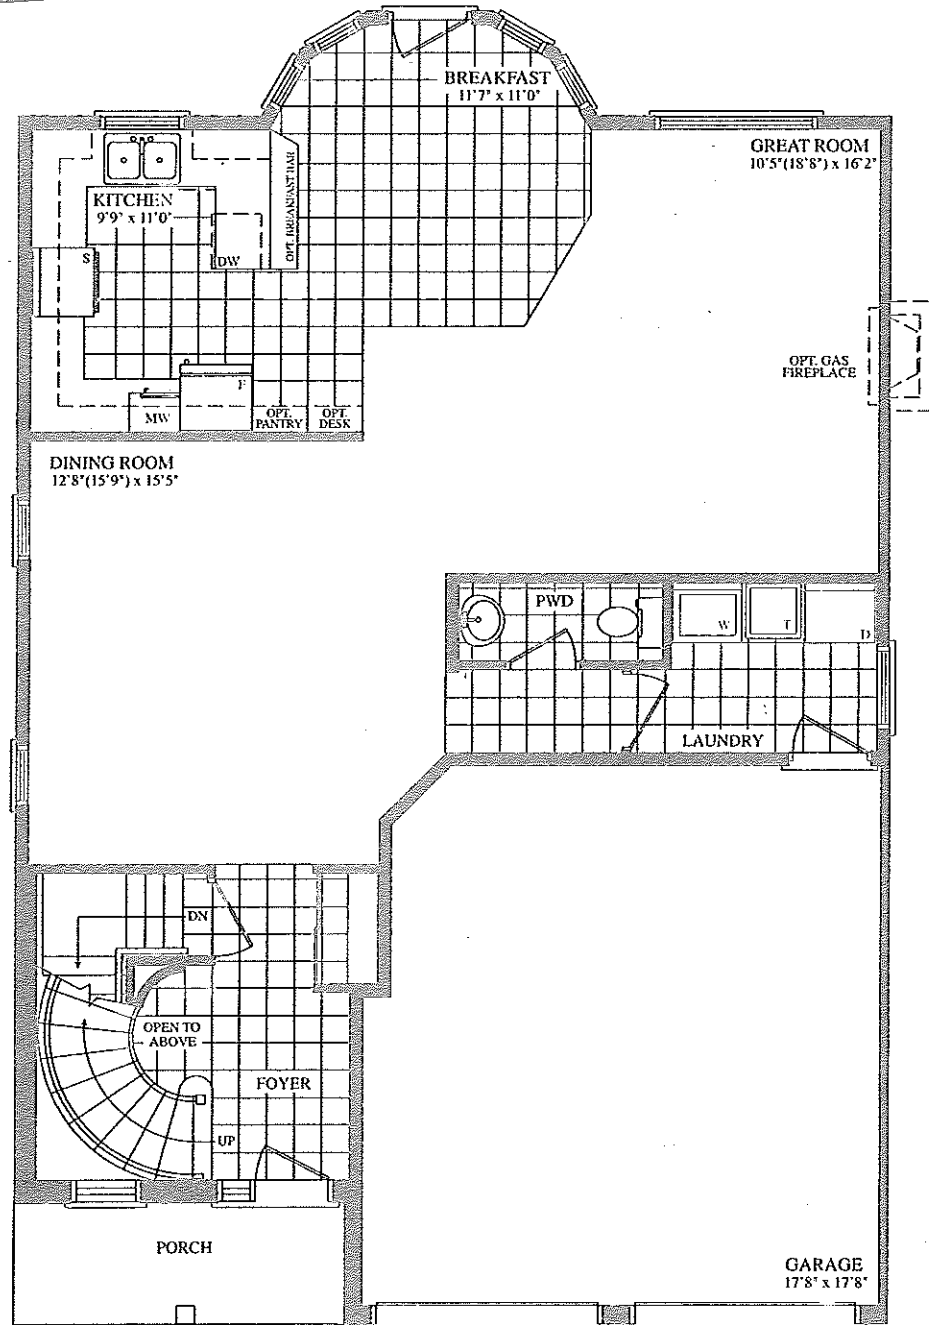 BREAKFAST
11'7" x 11'0"
GREAT ROOM
10'5"(18'8") x 16'2"
KITCHEN
9'9" x 11'0"
OPT. BREAKFAST BAR
S
DW
OPT. GAS
FIREPLACE
F
MW
OPT.
PANTRY
OPT.
DESK
DINING ROOM
12'8"(15'9") x 15'5"
PWD
W
T
D
LAUNDRY
DN
OPEN TO
ABOVE
FOYER
UP
PORCH
GARAGE
17'8" x 17'8"